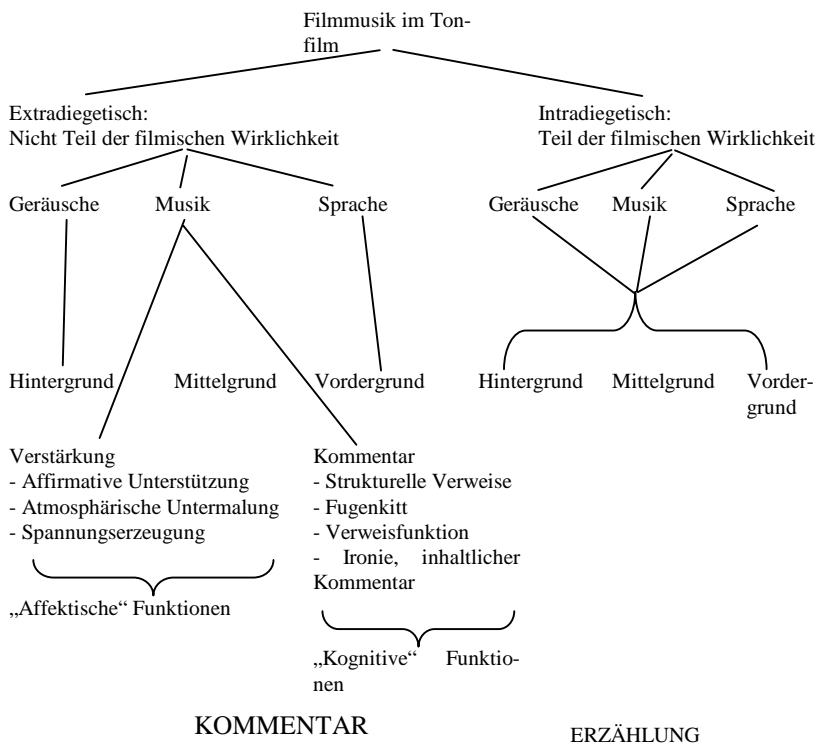 Filmmusik im Ton-
film
Extradiegetisch:
Nicht Teil der filmischen Wirklichkeit
Intradiegetisch:
Teil der filmischen Wirklichkeit
Geräusche Musik Sprache
Geräusche Musik Sprache
Hintergrund Mittelgrund Vordergrund
Hintergrund Mittelgrund Vorder-
grund
Verstärkung
- Affirmative Unterstützung
- Atmosphärische Untermalung
- Spannungserzeugung
„Affektische“ Funktionen
Kommentar
- Strukturelle Verweise
- Fugenkitt
- Verweisfunktion
- Ironie, inhaltlicher
Kommentar
„Kognitive“ Funktio-
nen
KOMMENTAR
ERZÄHLUNG